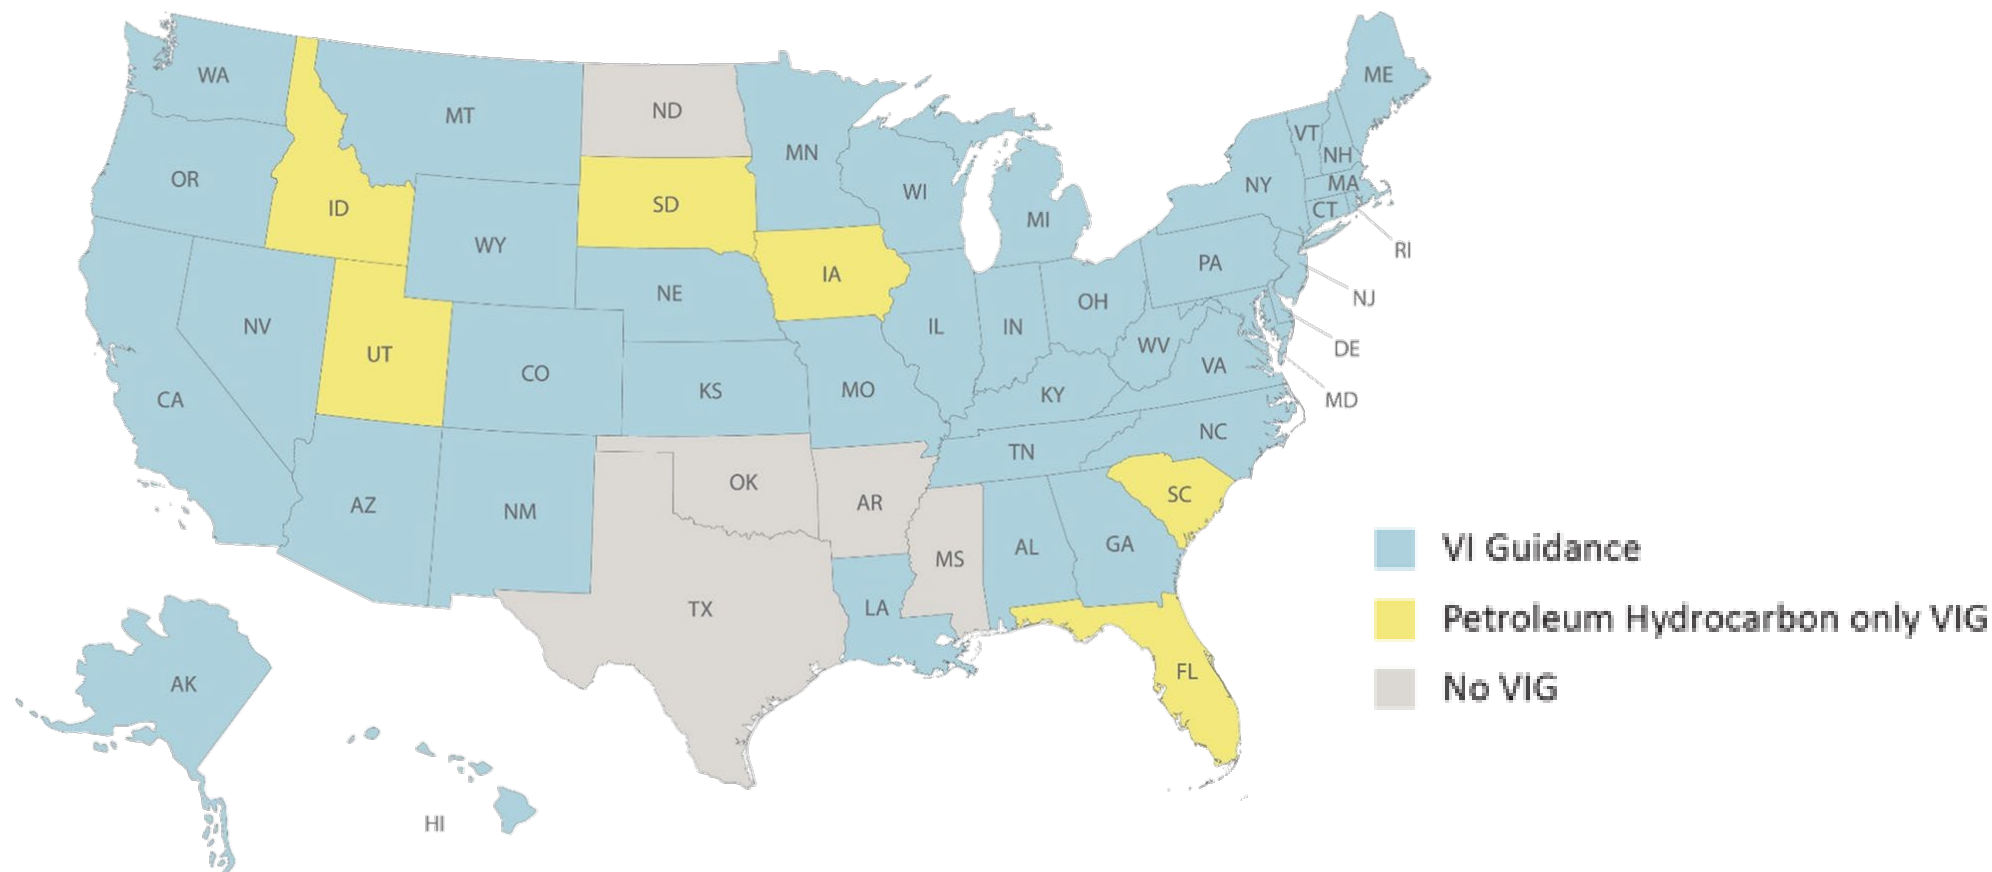 WA
MT
ND
MN
ME
VT
NH
OR
ID
SD
WI
MI
NY
MA
CT
RI
WY
IA
PA
NE
OH
NJ
NV
UT
CO
KS
MO
IL
IN
WV
VA
DE
KY
MD
CA
NC
TN
AZ
NM
OK
AR
SC
MS
AL
GA
VI Guidance
TX
LA
Petroleum Hydrocarbon only VIG
FL
No VIG
AK
HI